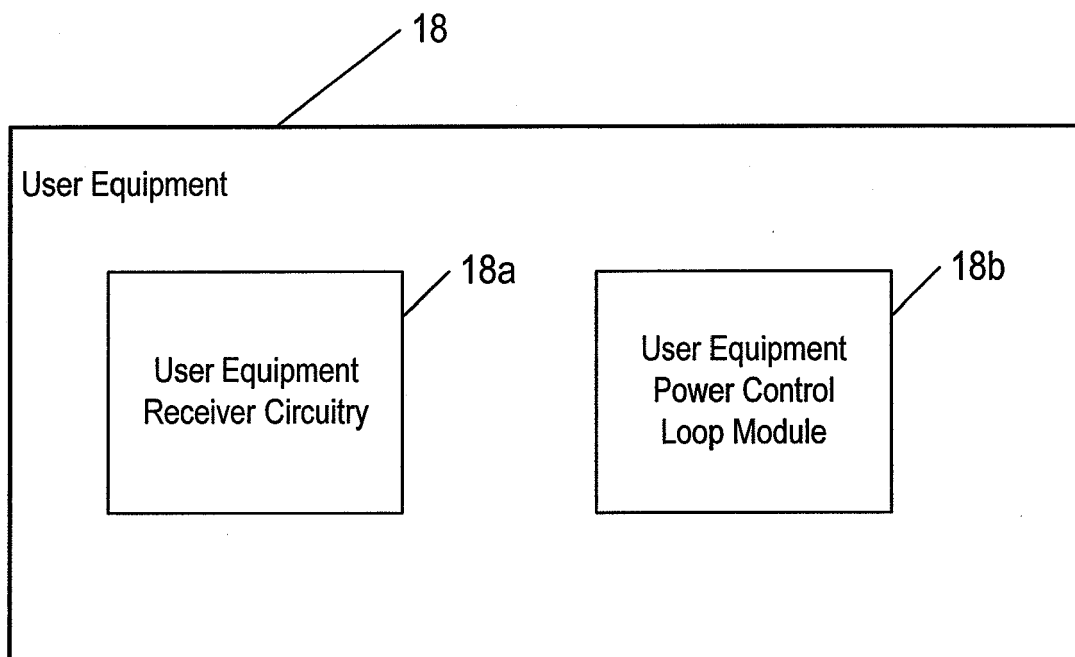 18
User Equipment
18a
18b
User Equipment
Receiver Circuitry
User Equipment
Power Control
Loop Module